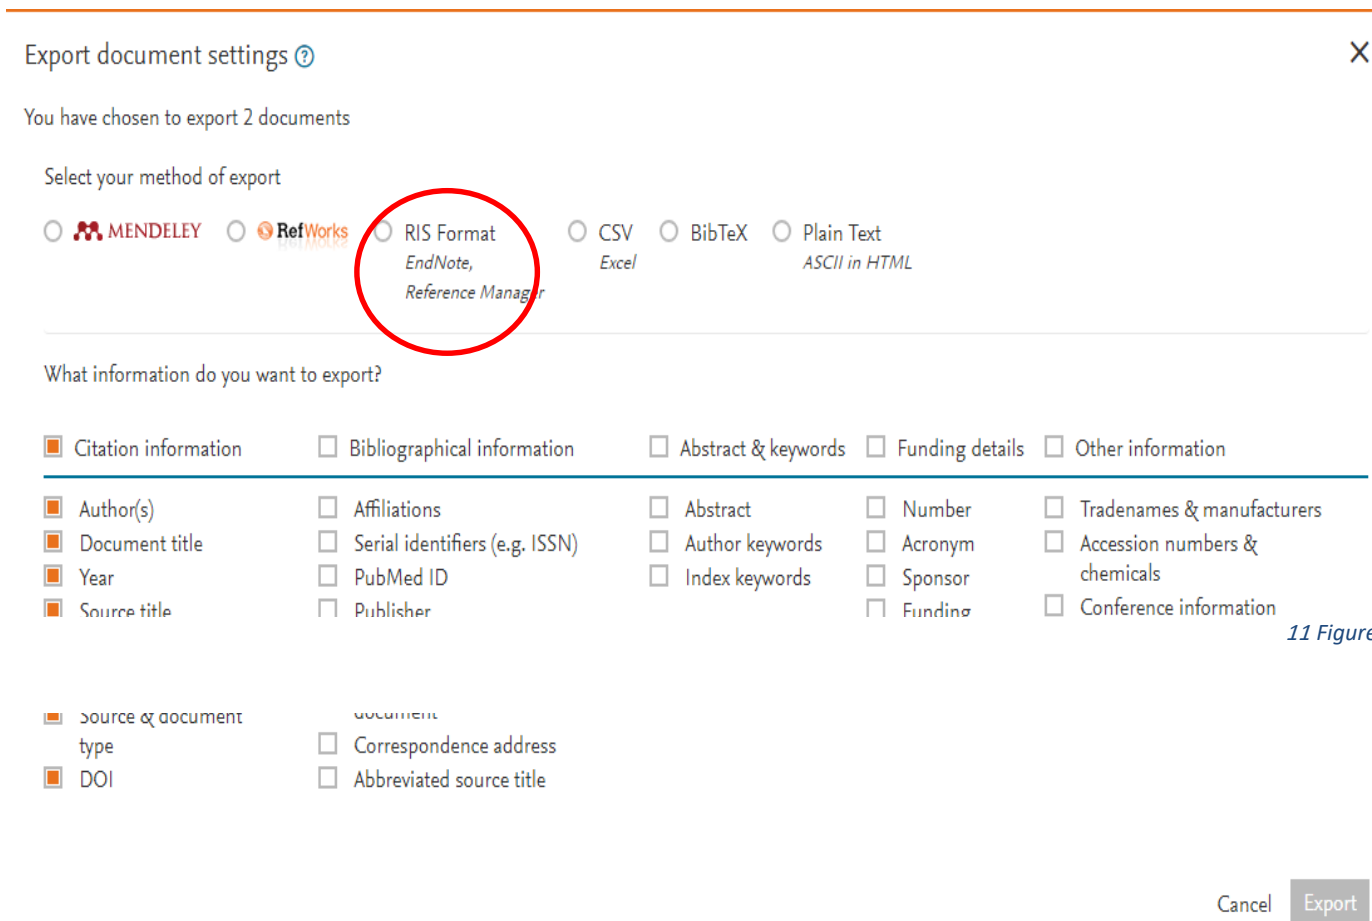 Export document settings ?
X
You have chosen to export 2 documents
Select your method of export
MENDELEY RefWorks RIS Format CSV BibTeX Plain Text
EndNote, Excel ASCII in HTML
Reference Manager
What information do you want to export?
Citation information Bibliographical information Abstract & keywords Funding details Other information
Author(s) Affiliations Abstract Number Tradenames & manufacturers
Document title Serial identifiers (e.g. ISSN) Author keywords Acronym Accession numbers &
Year PubMed ID Index keywords Sponsor chemicals
Source title Publisher Funding Conference information
11 Figure
Source & document document
type Correspondence address
DOI Abbreviated source title
Cancel Export